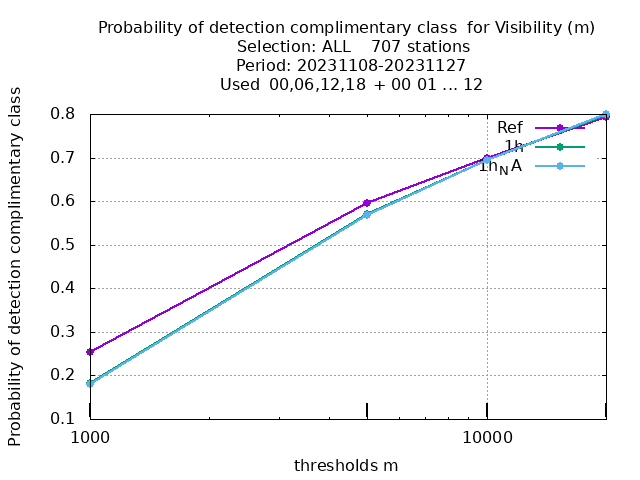 Probability of detection complimentary class  for Visibility (m)
Selection: ALL    707 stations
Period: 20231108-20231127
Used  00,06,12,18  + 00 01 ... 12
Probability of detection complimentary class
0.8
0.7
0.6
0.5
0.4
0.3
0.2
0.1
Ref
1h
1hNA
1000
10000
thresholds m